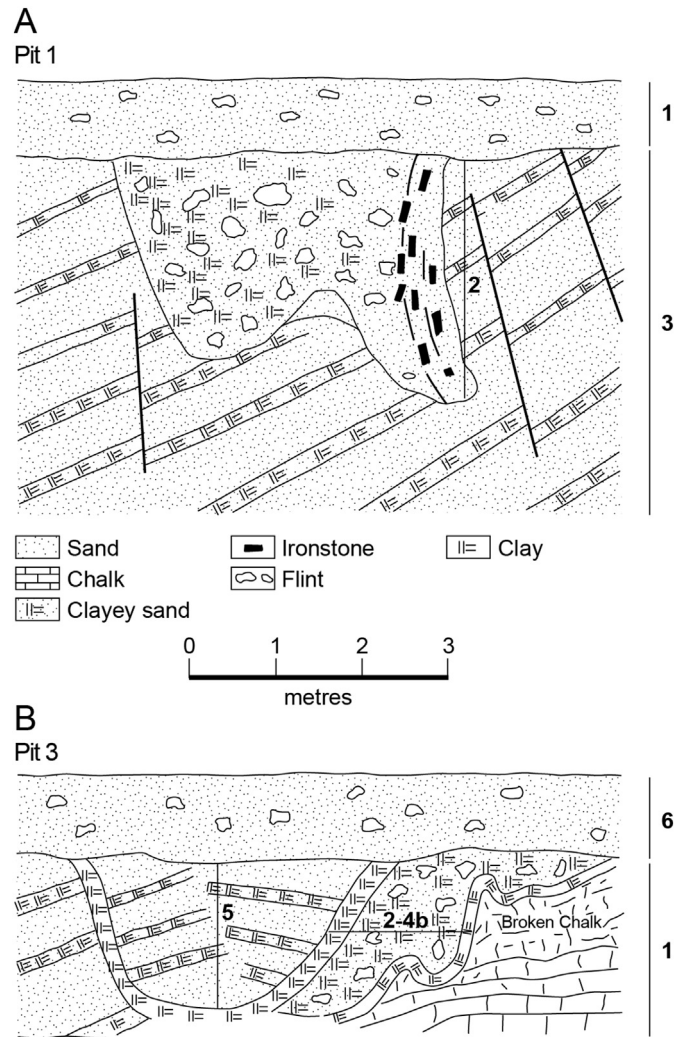 A
Pit 1
1
2
3
Sand
Ironstone
Clay
Chalk
Flint
Clayey sand
0 1 2 3
metres
B
Pit 3
6
5
2-4b
Broken Chalk
1